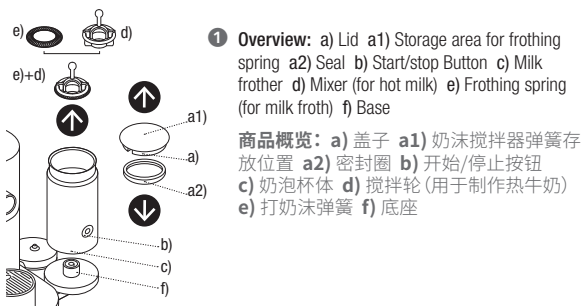 e)
d)
e)+d)
a1)
a)
a2)
b)
c)
f)
1 Overview: a) Lid a1) Storage area for frothing
spring a2) Seal b) Start/stop Button c) Milk
frother d) Mixer (for hot milk) e) Frothing spring
(for milk froth) f) Base
商品概览：a) 盖子 a1) 奶沫搅拌器弹簧存
放位置 a2) 密封圈 b) 开始/停止按钮
c) 奶泡杯体 d) 搅拌轮（用于制作热牛奶）
e) 打奶沫弹簧 f) 底座